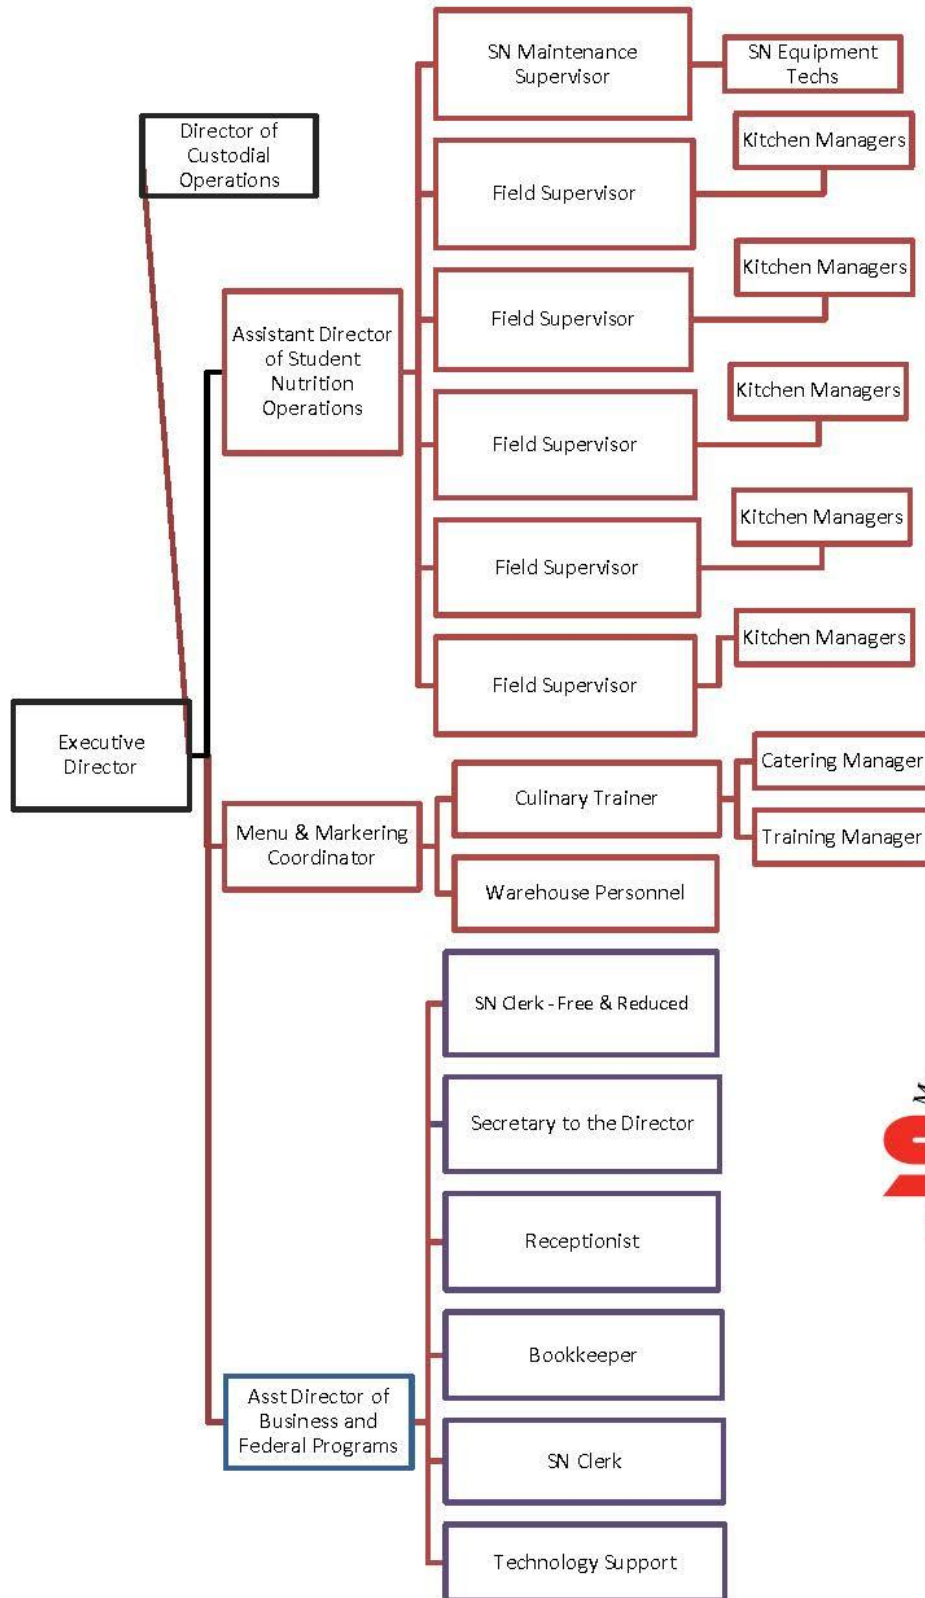 SN Maintenance
Supervisor
SN Equipment
Techs
Director of
Custodial
Operations
Kitchen Managers
Field Supervisor
Kitchen Managers
Field Supervisor
Assistant Director
of Student
Nutrition
Operations
Kitchen Managers
Field Supervisor
Kitchen Managers
Field Supervisor
Kitchen Managers
Field Supervisor
Executive
Director
Catering Manager
Culinary Trainer
Training Manager
Menu & Markering
Coordinator
Warehouse Personnel
SN Clerk - Free & Reduced
Secretary to the Director
Receptionist
Bookkeeper
Asst Director of
Business and
Federal Programs
SN Clerk
Technology Support